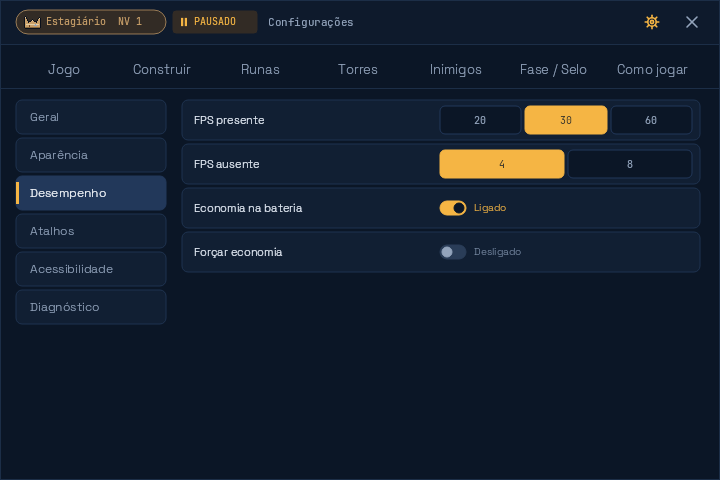 Estagiário NV 1 PAUSADO Configurações
Jogo Construir Runas Torres Inimigos Fase / Selo Como jogar
Geral
Aparência
Desempenho
Atalhos
Acessibilidade
Diagnóstico
FPS presente 20 30 60
FPS ausente 4 8
Economia na bateria Ligado
Forçar economia Desligado